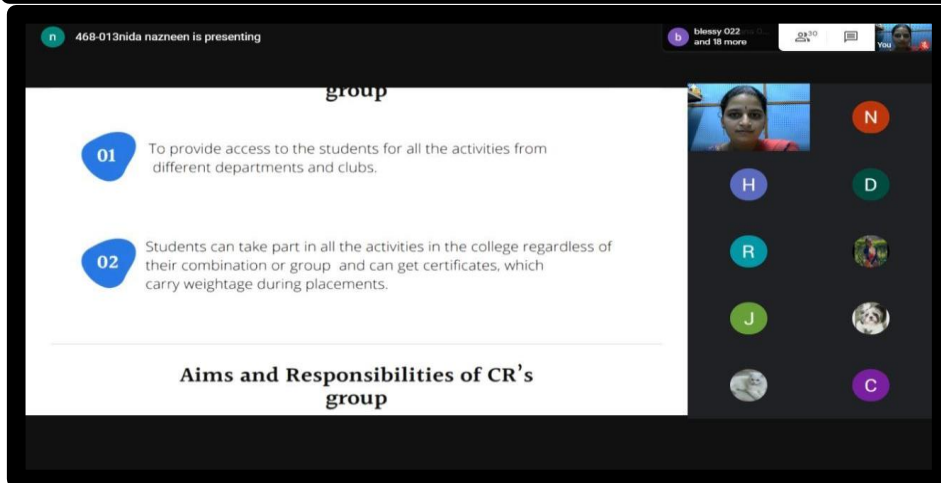 n 468-013nida nazneen is presenting
b blessy 022
and 18 more
30
You
group
01 To provide access to the students for all the activities from
different departments and clubs.
02 Students can take part in all the activities in the college regardless of
their combination or group and can get certificates, which
carry weightage during placements.
Aims and Responsibilities of CR's
group
N
H D
R
J
C